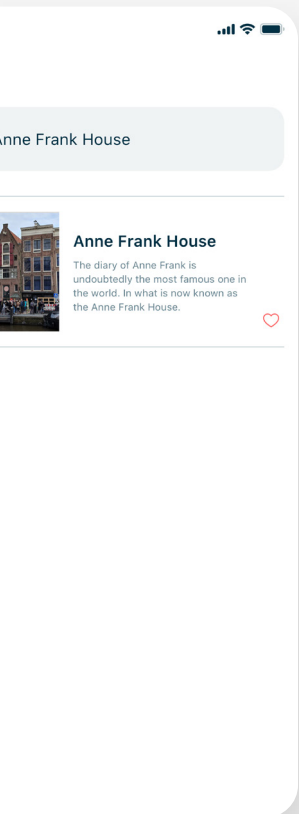 Anne Frank House
Anne Frank House
The diary of Anne Frank is
undoubtedly the most famous one in
the world. In what is now known as
the Anne Frank House.